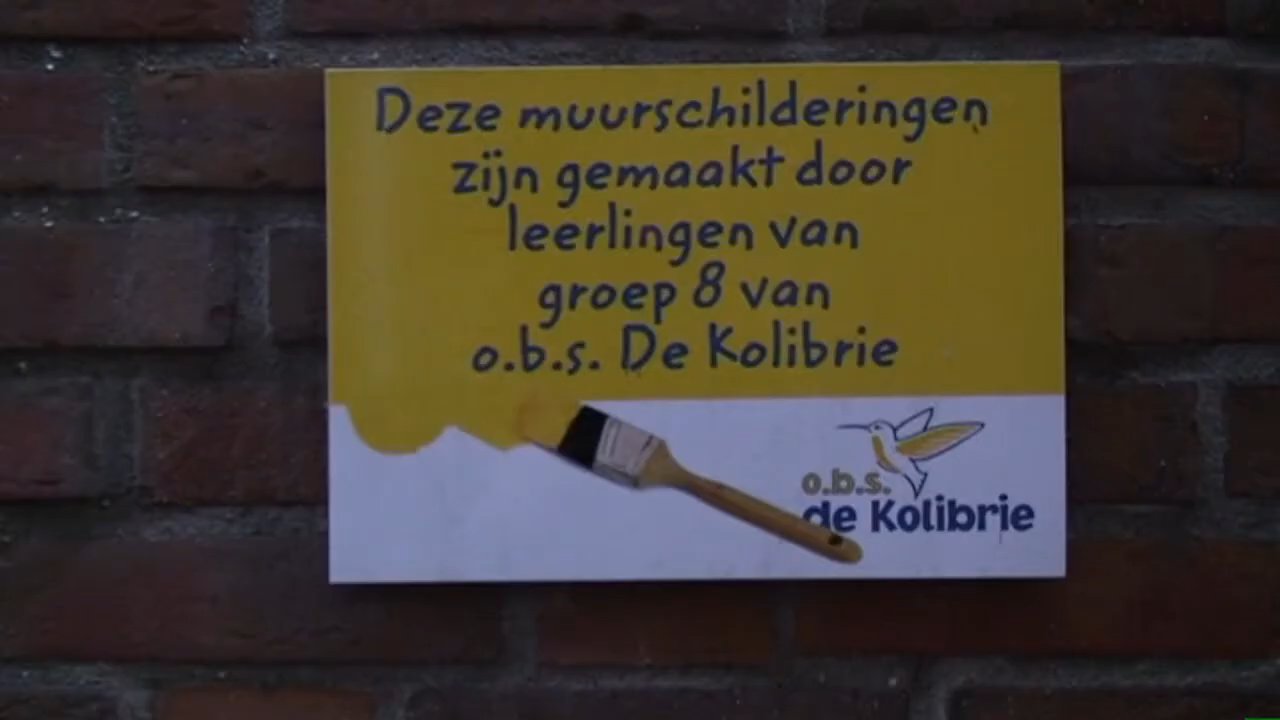 Deze muurschilderingen
zijn gemaakt door
leerlingen van
groep 8 van
o.b.s. De Kolibrie
o.b.s.
de Kolibrie